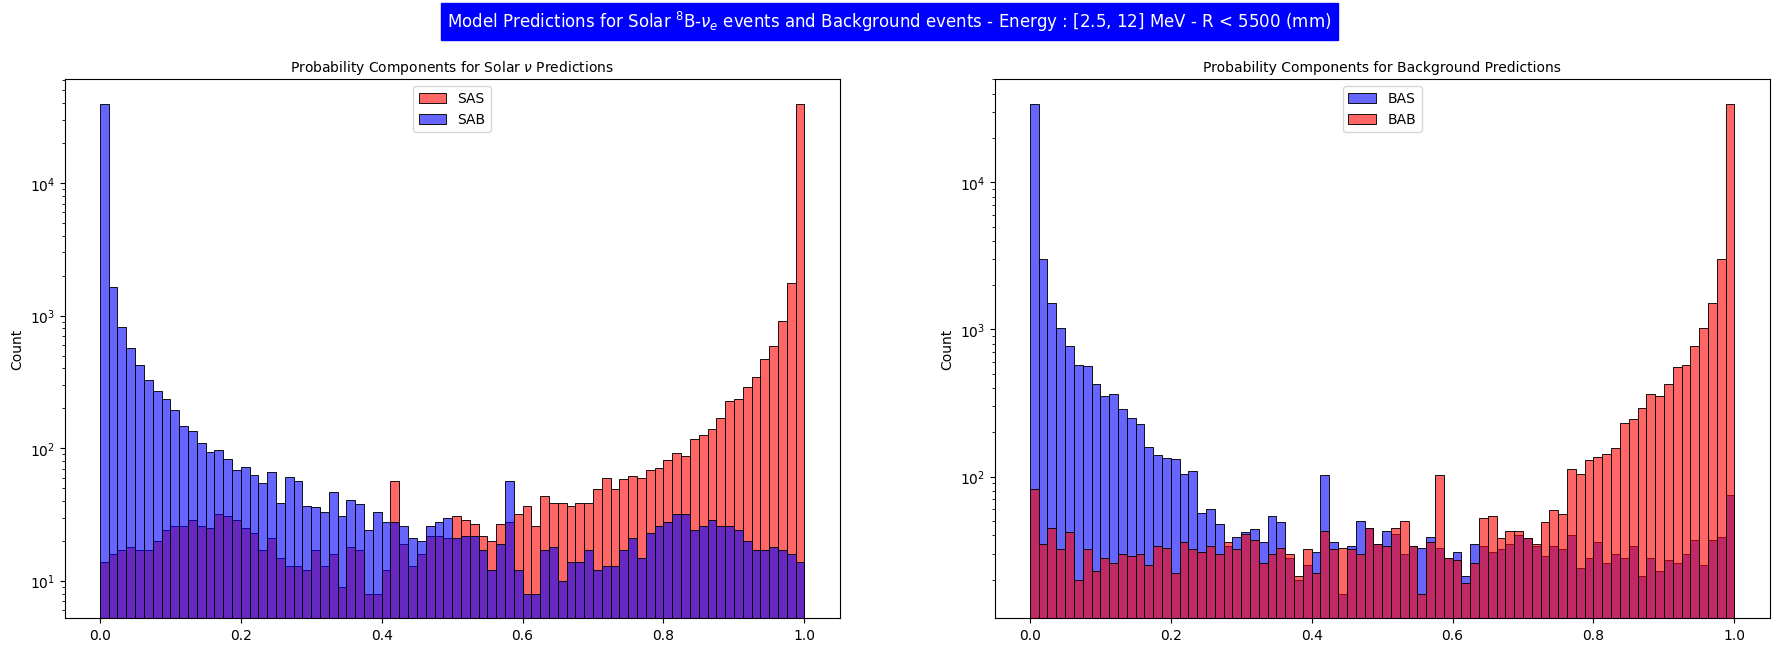 Model Predictions for Solar ⁸B-νₑ events and Background events - Energy : [2.5, 12] MeV - R < 5500 (mm)
Probability Components for Solar ν Predictions
SAS
SAB
Count
10⁴
10³
10²
10¹
0.0 0.2 0.4 0.6 0.8 1.0
Probability Components for Background Predictions
BAS
BAB
Count
10⁴
10³
10²
0.0 0.2 0.4 0.6 0.8 1.0